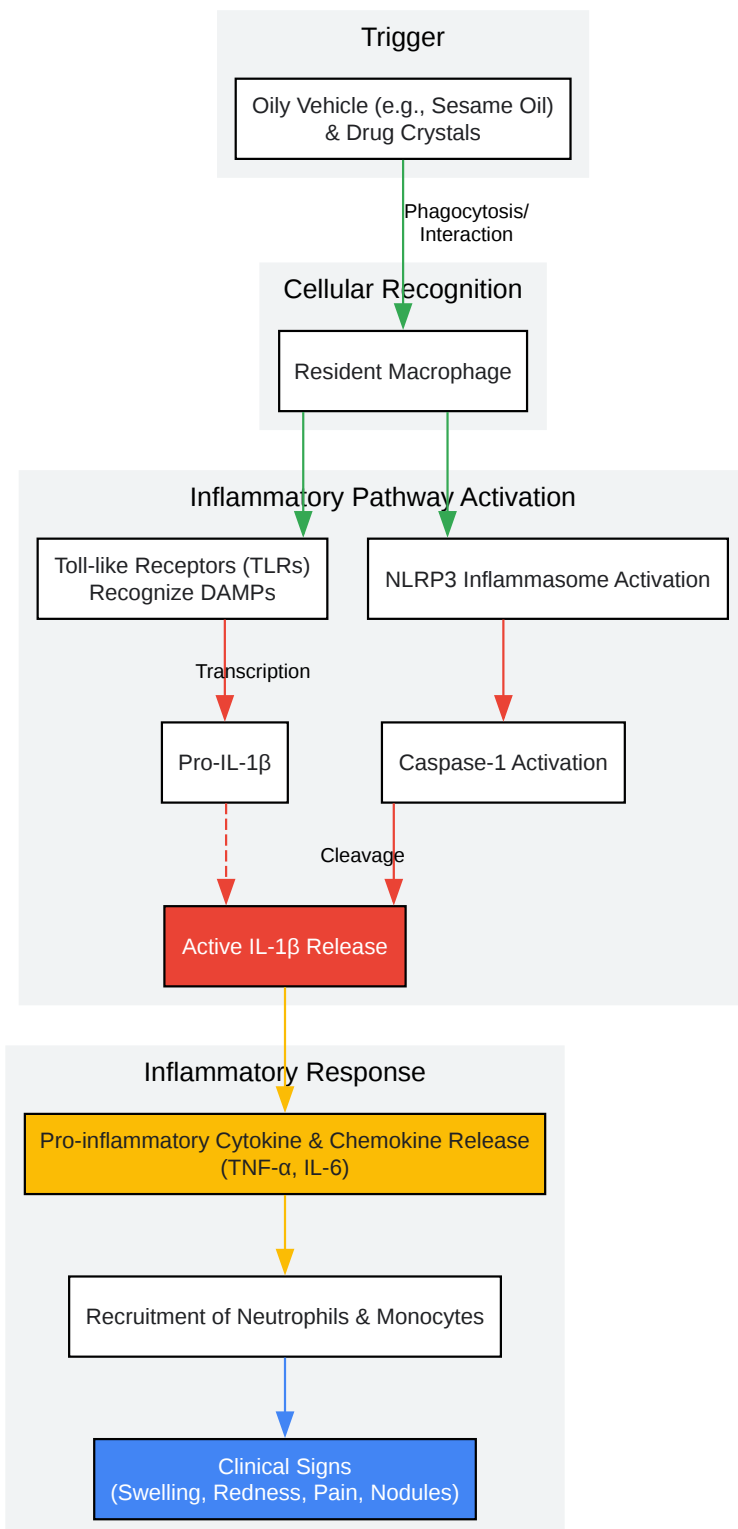 Trigger
Oily Vehicle (e.g., Sesame Oil)
& Drug Crystals
Phagocytosis/
Interaction
Cellular Recognition
Resident Macrophage
Inflammatory Pathway Activation
Toll-like Receptors (TLRs)
Recognize DAMPs
NLRP3 Inflammasome Activation
Transcription
Pro-IL-1β
Caspase-1 Activation
Cleavage
Active IL-1β Release
Inflammatory Response
Pro-inflammatory Cytokine & Chemokine Release
(TNF-α, IL-6)
Recruitment of Neutrophils & Monocytes
Clinical Signs
(Swelling, Redness, Pain, Nodules)